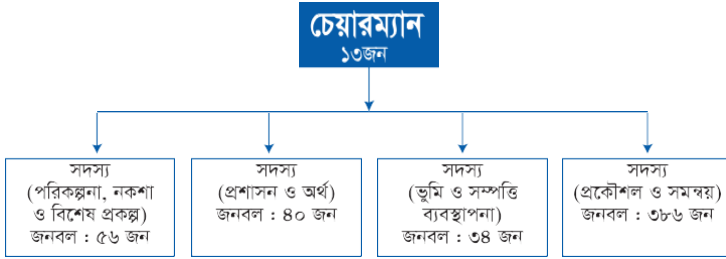 চেয়ারম্যান
১৩জন
সদস্য
(পরিকল্পনা, নকশা
ও বিশেষ প্রকল্প)
জনবল : ৫৬ জন
সদস্য
(প্রশাসন ও অর্থ)
জনবল : ৪০ জন
সদস্য
(ভুমি ও সম্পত্তি
ব্যবস্থাপনা)
জনবল : ৩৪ জন
সদস্য
(প্রকৌশল ও সমন্বয়)
জনবল : ৩৮৬ জন